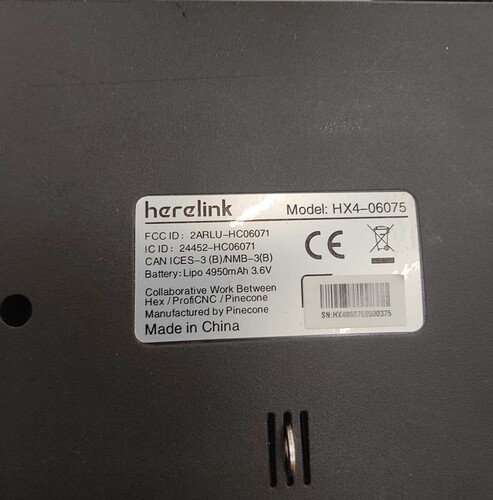 herelink
Model: HX4-06075
FCC ID: 2ARLU-HC06071
IC ID: 24452-HC06071
CAN ICES-3 (B)/NMB-3(B)
Battery: Lipo 4950mAh 3.6V
Collaborative Work Between
Hex / ProfiCNC / Pinecone
Manufactured by Pinecone
Made in China